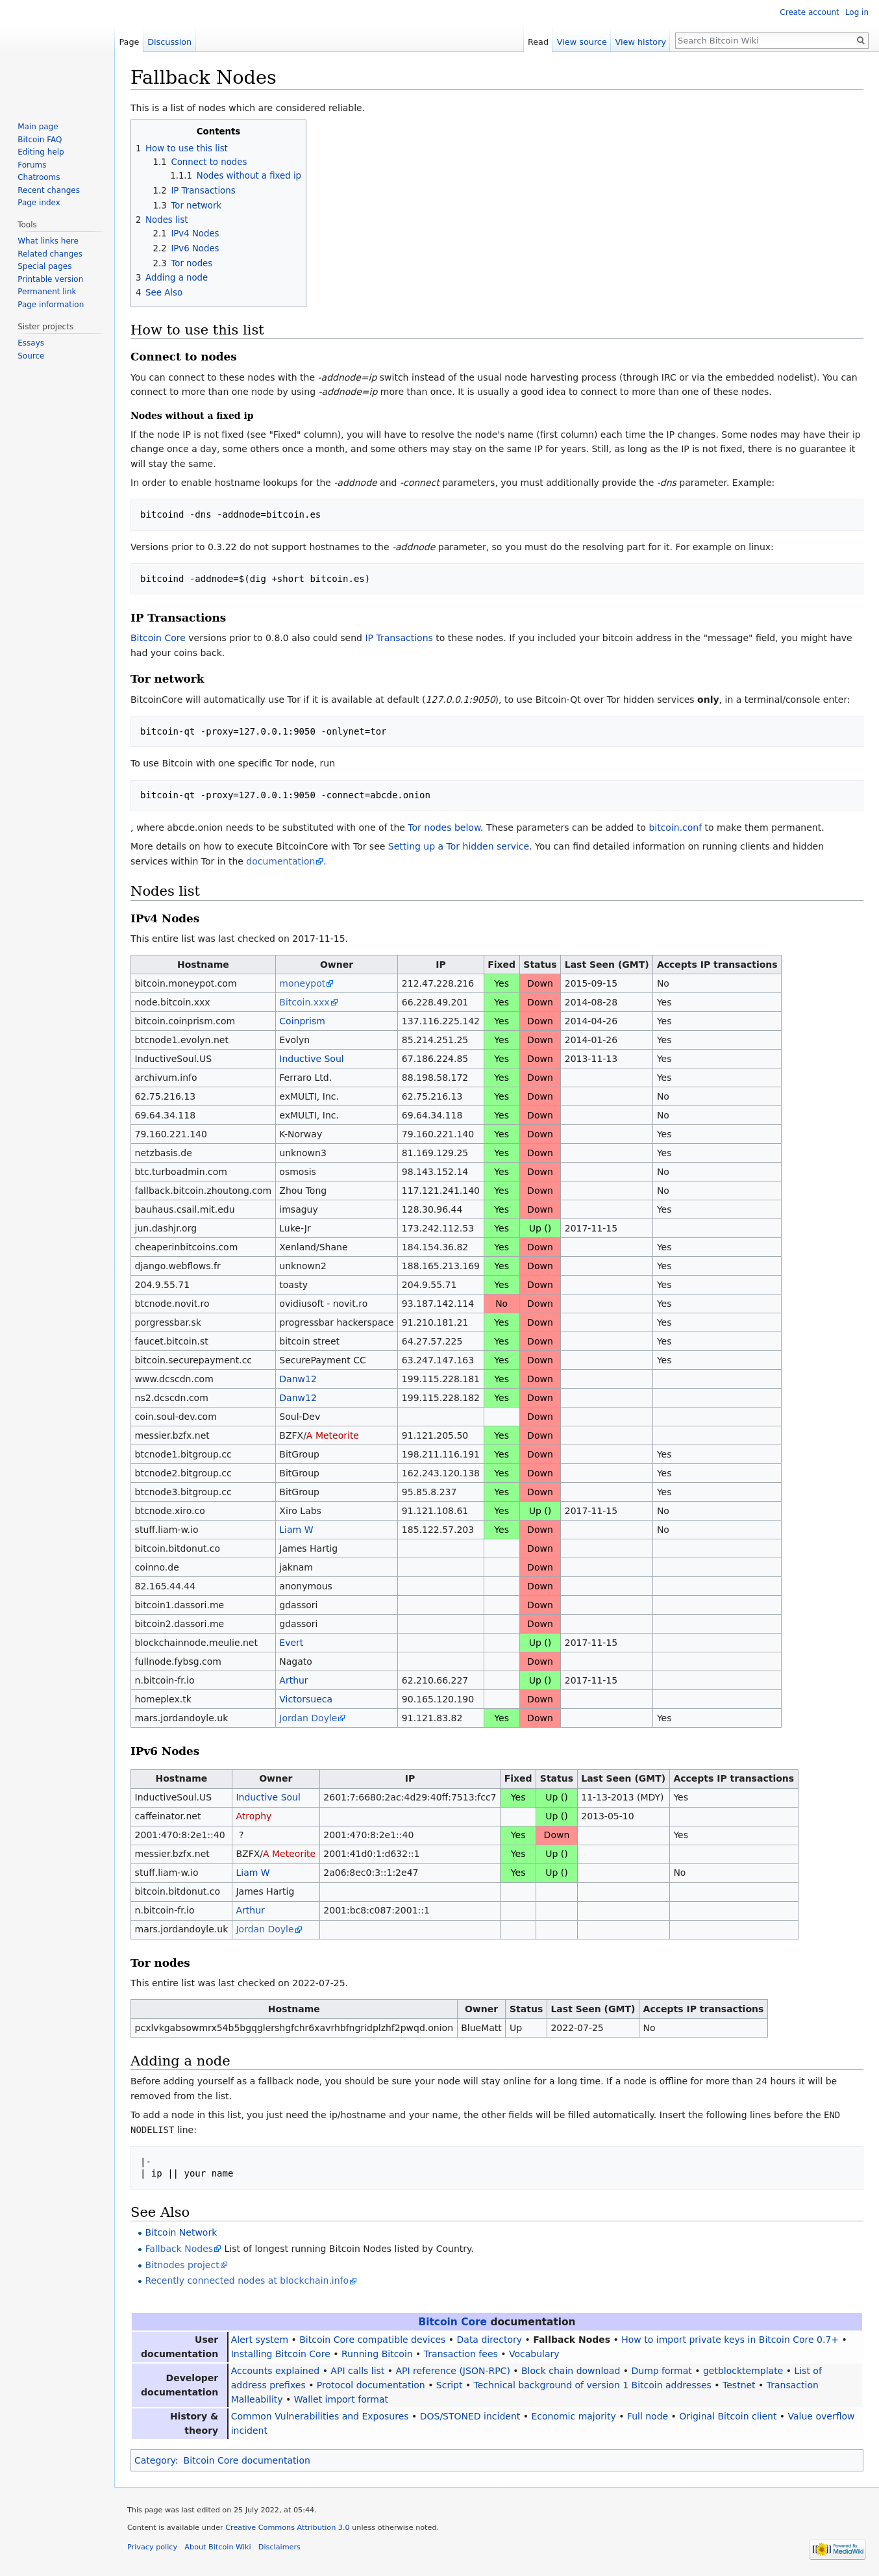 Create account Log in
Page Discussion Read View source View history Search Bitcoin Wiki
Fallback Nodes
This is a list of nodes which are considered reliable.
Contents
1 How to use this list
1.1 Connect to nodes
1.1.1 Nodes without a fixed ip
1.2 IP Transactions
1.3 Tor network
2 Nodes list
2.1 IPv4 Nodes
2.2 IPv6 Nodes
2.3 Tor nodes
3 Adding a node
4 See Also
Main page
Bitcoin FAQ
Editing help
Forums
Chatrooms
Recent changes
Page index
Tools
What links here
Related changes
Special pages
Printable version
Permanent link
Page information
Sister projects
Essays
Source
How to use this list
Connect to nodes
You can connect to these nodes with the -addnode=ip switch instead of the usual node harvesting process (through IRC or via the embedded nodelist). You can
connect to more than one node by using -addnode=ip more than once. It is usually a good idea to connect to more than one of these nodes.
Nodes without a fixed ip
If the node IP is not fixed (see "Fixed" column), you will have to resolve the node's name (first column) each time the IP changes. Some nodes may have their ip
change once a day, some others once a month, and some others may stay on the same IP for years. Still, as long as the IP is not fixed, there is no guarantee it
will stay the same.
In order to enable hostname lookups for the -addnode and -connect parameters, you must additionally provide the -dns parameter. Example:
bitcoind -dns -addnode=bitcoin.es
Versions prior to 0.3.22 do not support hostnames to the -addnode parameter, so you must do the resolving part for it. For example on linux:
bitcoind -addnode=$(dig +short bitcoin.es)
IP Transactions
Bitcoin Core versions prior to 0.8.0 also could send IP Transactions to these nodes. If you included your bitcoin address in the "message" field, you might have
had your coins back.
Tor network
BitcoinCore will automatically use Tor if it is available at default (127.0.0.1:9050), to use Bitcoin-Qt over Tor hidden services only, in a terminal/console enter:
bitcoin-qt -proxy=127.0.0.1:9050 -onlynet=tor
To use Bitcoin with one specific Tor node, run
bitcoin-qt -proxy=127.0.0.1:9050 -connect=abcde.onion
, where abcde.onion needs to be substituted with one of the Tor nodes below. These parameters can be added to bitcoin.conf to make them permanent.
More details on how to execute BitcoinCore with Tor see Setting up a Tor hidden service. You can find detailed information on running clients and hidden
services within Tor in the documentation.
Nodes list
IPv4 Nodes
This entire list was last checked on 2017-11-15.
Hostname Owner IP Fixed Status Last Seen (GMT) Accepts IP transactions
bitcoin.moneypot.com moneypot 212.47.228.216 Yes Down 2015-09-15 No
node.bitcoin.xxx Bitcoin.xxx 66.228.49.201 Yes Down 2014-08-28 Yes
bitcoin.coinprism.com Coinprism 137.116.225.142 Yes Down 2014-04-26 Yes
btcnode1.evolyn.net Evolyn 85.214.251.25 Yes Down 2014-01-26 Yes
InductiveSoul.US Inductive Soul 67.186.224.85 Yes Down 2013-11-13 Yes
archivum.info Ferraro Ltd. 88.198.58.172 Yes Down Yes
62.75.216.13 exMULTI, Inc. 62.75.216.13 Yes Down No
69.64.34.118 exMULTI, Inc. 69.64.34.118 Yes Down No
79.160.221.140 K-Norway 79.160.221.140 Yes Down Yes
netzbasis.de unknown3 81.169.129.25 Yes Down Yes
btc.turboadmin.com osmosis 98.143.152.14 Yes Down No
fallback.bitcoin.zhoutong.com Zhou Tong 117.121.241.140 Yes Down No
bauhaus.csail.mit.edu imsaguy 128.30.96.44 Yes Down Yes
jun.dashjr.org Luke-Jr 173.242.112.53 Yes Up () 2017-11-15
cheaperinbitcoins.com Xenland/Shane 184.154.36.82 Yes Down Yes
django.webflows.fr unknown2 188.165.213.169 Yes Down Yes
204.9.55.71 toasty 204.9.55.71 Yes Down Yes
btcnode.novit.ro ovidiusoft - novit.ro 93.187.142.114 No Down Yes
porgressbar.sk progressbar hackerspace 91.210.181.21 Yes Down Yes
faucet.bitcoin.st bitcoin street 64.27.57.225 Yes Down Yes
bitcoin.securepayment.cc SecurePayment CC 63.247.147.163 Yes Down Yes
www.dcscdn.com Danw12 199.115.228.181 Yes Down
ns2.dcscdn.com Danw12 199.115.228.182 Yes Down
coin.soul-dev.com Soul-Dev Down
messier.bzfx.net BZFX/A Meteorite 91.121.205.50 Yes Down
btcnode1.bitgroup.cc BitGroup 198.211.116.191 Yes Down Yes
btcnode2.bitgroup.cc BitGroup 162.243.120.138 Yes Down Yes
btcnode3.bitgroup.cc BitGroup 95.85.8.237 Yes Down Yes
btcnode.xiro.co Xiro Labs 91.121.108.61 Yes Up () 2017-11-15 No
stuff.liam-w.io Liam W 185.122.57.203 Yes Down No
bitcoin.bitdonut.co James Hartig Down
coinno.de jaknam Down
82.165.44.44 anonymous Down
bitcoin1.dassori.me gdassori Down
bitcoin2.dassori.me gdassori Down
blockchainnode.meulie.net Evert Up () 2017-11-15
fullnode.fybsg.com Nagato Down
n.bitcoin-fr.io Arthur 62.210.66.227 Up () 2017-11-15
homeplex.tk Victorsueca 90.165.120.190 Down
mars.jordandoyle.uk Jordan Doyle 91.121.83.82 Yes Down Yes
IPv6 Nodes
Hostname Owner IP Fixed Status Last Seen (GMT) Accepts IP transactions
InductiveSoul.US Inductive Soul 2601:7:6680:2ac:4d29:40ff:7513:fcc7 Yes Up () 11-13-2013 (MDY) Yes
caffeinator.net Atrophy Up () 2013-05-10
2001:470:8:2e1::40 ? 2001:470:8:2e1::40 Yes Down Yes
messier.bzfx.net BZFX/A Meteorite 2001:41d0:1:d632::1 Yes Up ()
stuff.liam-w.io Liam W 2a06:8ec0:3::1:2e47 Yes Up () No
bitcoin.bitdonut.co James Hartig
n.bitcoin-fr.io Arthur 2001:bc8:c087:2001::1
mars.jordandoyle.uk Jordan Doyle
Tor nodes
This entire list was last checked on 2022-07-25.
Hostname Owner Status Last Seen (GMT) Accepts IP transactions
pcxlvkgabsowmrx54b5bgqglershgfchr6xavrhbfngridplzhf2pwqd.onion BlueMatt Up 2022-07-25 No
Adding a node
Before adding yourself as a fallback node, you should be sure your node will stay online for a long time. If a node is offline for more than 24 hours it will be
removed from the list.
To add a node in this list, you just need the ip/hostname and your name, the other fields will be filled automatically. Insert the following lines before the END
NODELIST line:
|-
| ip || your name
See Also
• Bitcoin Network
• Fallback Nodes List of longest running Bitcoin Nodes listed by Country.
• Bitnodes project
• Recently connected nodes at blockchain.info
Bitcoin Core documentation
User documentation Alert system • Bitcoin Core compatible devices • Data directory • Fallback Nodes • How to import private keys in Bitcoin Core 0.7+ •
Installing Bitcoin Core • Running Bitcoin • Transaction fees • Vocabulary
Developer documentation Accounts explained • API calls list • API reference (JSON-RPC) • Block chain download • Dump format • getblocktemplate • List of
address prefixes • Protocol documentation • Script • Technical background of version 1 Bitcoin addresses • Testnet • Transaction
Malleability • Wallet import format
History & theory Common Vulnerabilities and Exposures • DOS/STONED incident • Economic majority • Full node • Original Bitcoin client • Value overflow
incident
Category: Bitcoin Core documentation
This page was last edited on 25 July 2022, at 05:44.
Content is available under Creative Commons Attribution 3.0 unless otherwise noted.
Privacy policy About Bitcoin Wiki Disclaimers
Powered By
MediaWiki